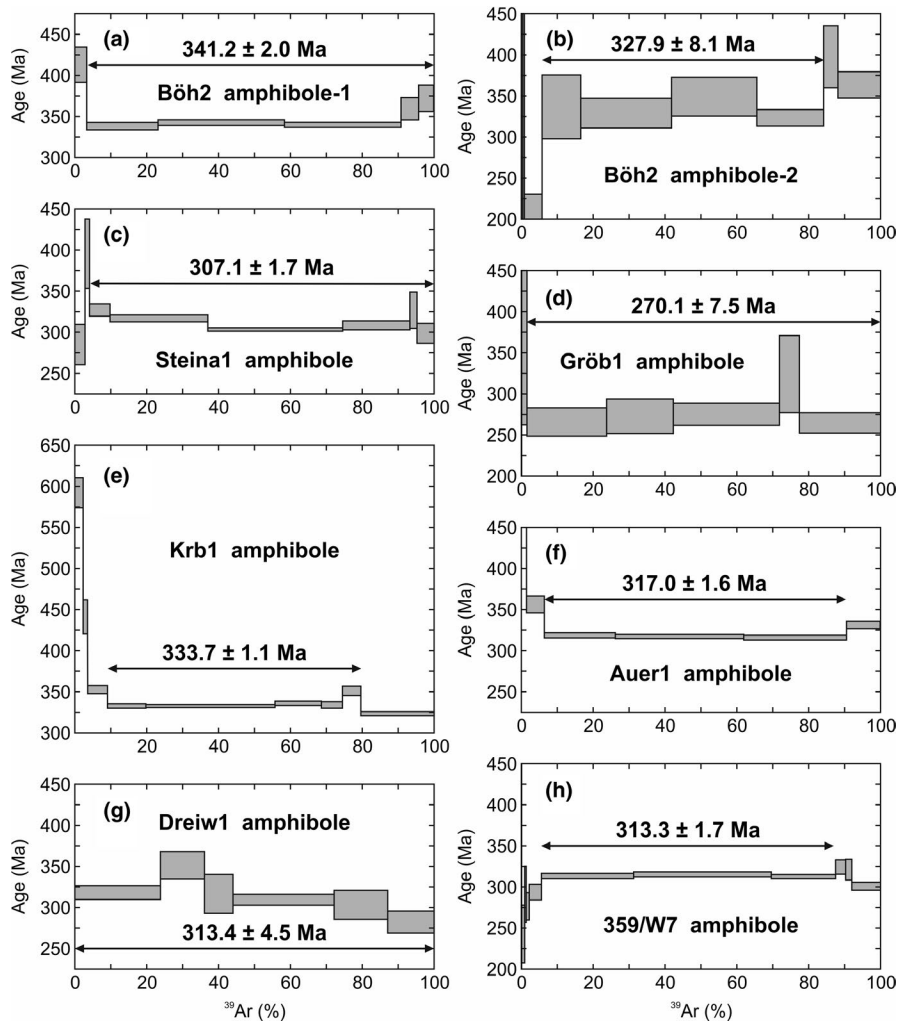 (a)
341.2 ± 2.0 Ma
Böh2 amphibole-1
Age (Ma)
450
400
350
300
0 20 40 60 80 100
(b)
327.9 ± 8.1 Ma
Böh2 amphibole-2
Age (Ma)
450
400
350
300
250
200
0 20 40 60 80 100
(c)
307.1 ± 1.7 Ma
Steina1 amphibole
Age (Ma)
450
400
350
300
250
0 20 40 60 80 100
(d)
270.1 ± 7.5 Ma
Gröb1 amphibole
Age (Ma)
450
400
350
300
250
200
0 20 40 60 80 100
(e)
Krb1 amphibole
333.7 ± 1.1 Ma
Age (Ma)
650
600
550
500
450
400
350
300
20 40 60 80 100
(f)
317.0 ± 1.6 Ma
Auer1 amphibole
Age (Ma)
450
400
350
300
250
0 20 40 60 80 100
(g)
Dreiw1 amphibole
313.4 ± 4.5 Ma
Age (Ma)
450
400
350
300
250
0 20 40 60 80 100
39Ar (%)
(h)
313.3 ± 1.7 Ma
359/W7 amphibole
Age (Ma)
450
400
350
300
250
200
0 20 40 60 80 100
39Ar (%)